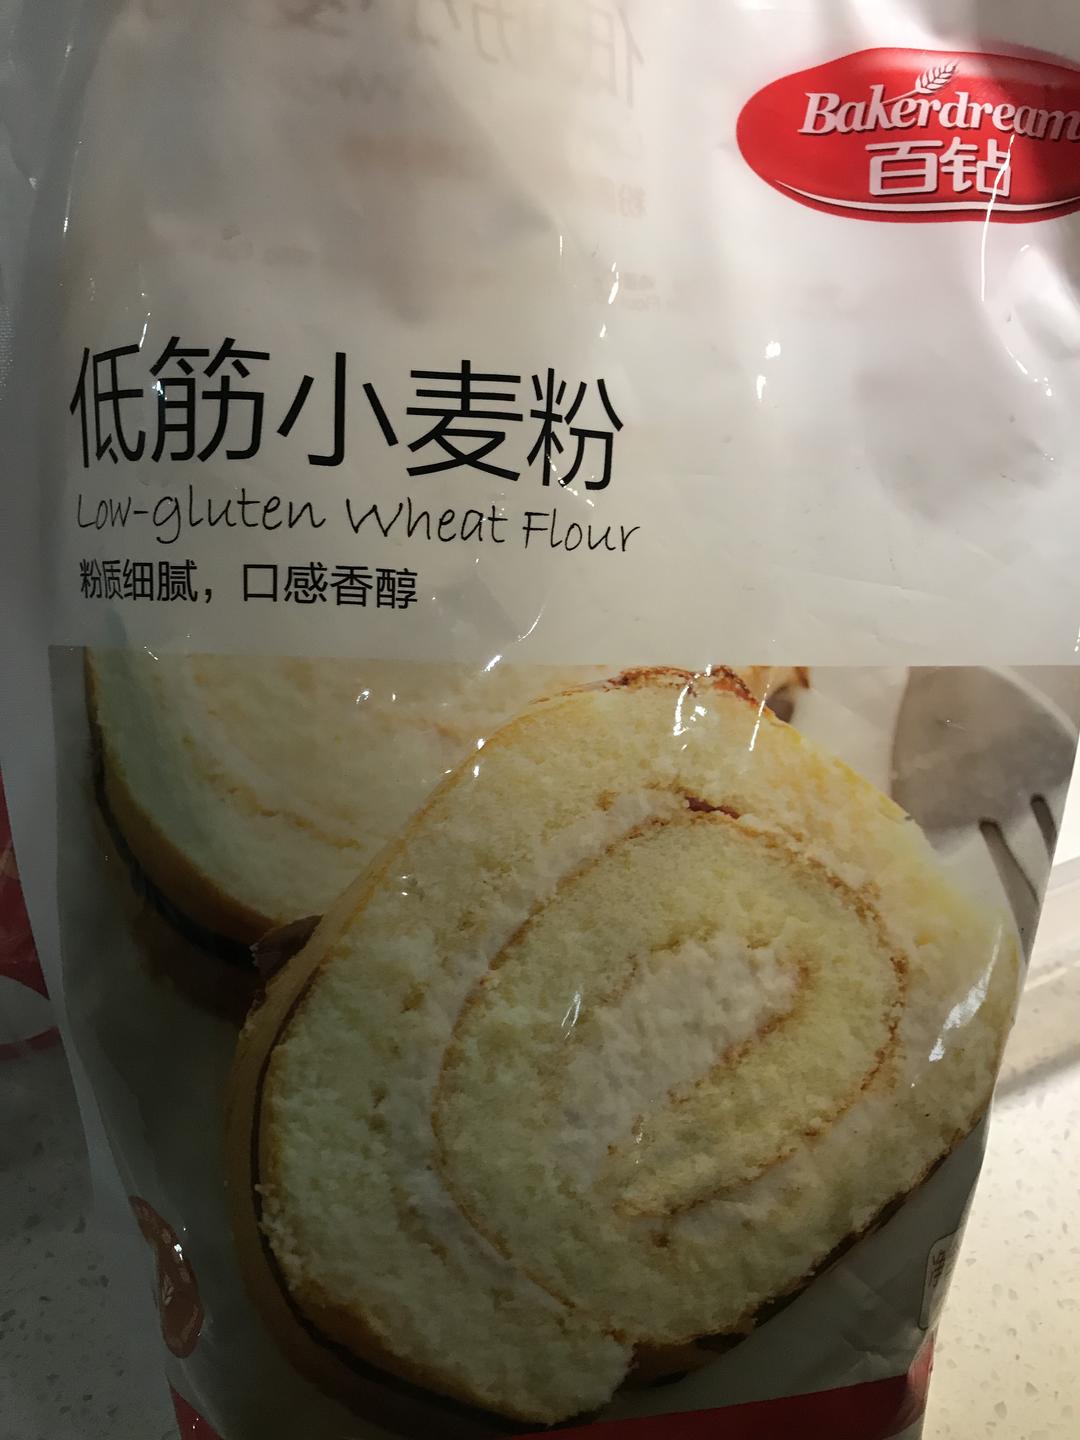 Bakerdream
百钻
低筋小麦粉
Low-gluten Wheat Flour
粉质细腻，口感香醇